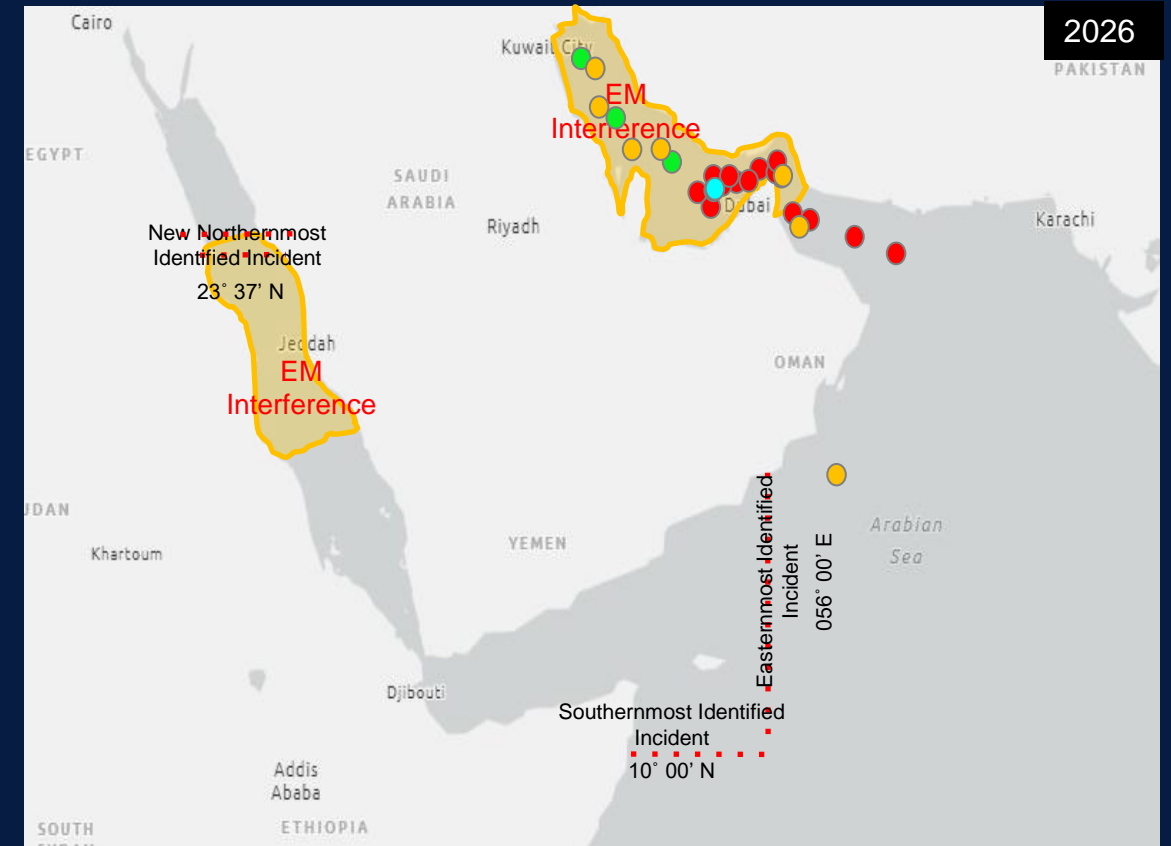 2026
Cairo
Kuwait City
PAKISTAN
EM
Interference
EGYPT
SAUDI
ARABIA
Dubai
Karachi
Riyadh
New Northernmost
Identified Incident
23˚ 37' N
Jeddah
EM
Interference
OMAN
Eastermost Identified
Incident
056˚ 00' E
Arabian
Sea
JDAN
Khartoum
YEMEN
Djibouti
Southernmost Identified
Incident
10˚ 00' N
Addis
Ababa
ETHIOPIA
SOUTH